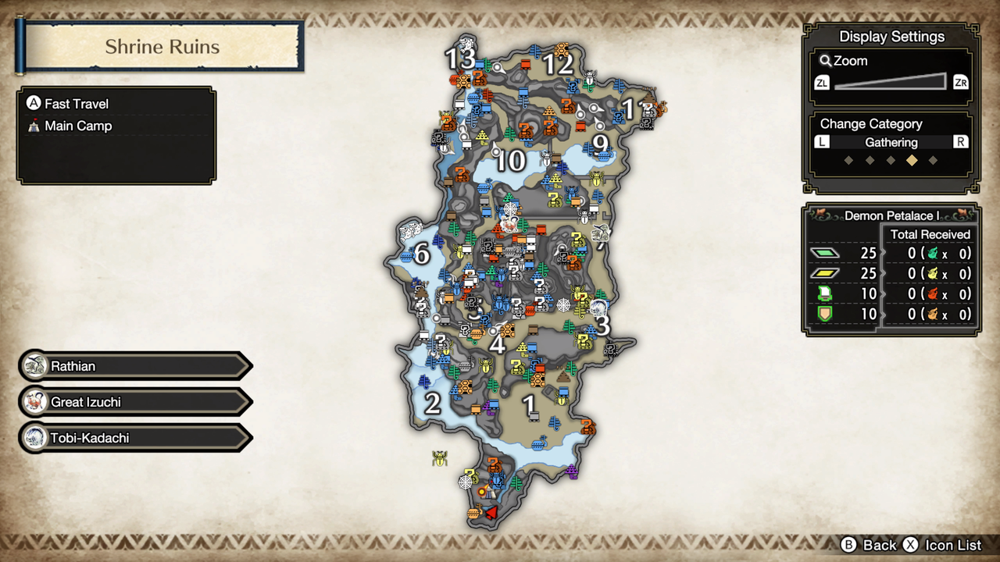 Shrine Ruins
A Fast Travel
Main Camp
Rathian
Great Izuchi
Tobi-Kadachi
13
12
11
9
10
6
7
5
3
4
2
1
Display Settings
Zoom
ZL ZR
Change Category
L Gathering R
Demon Petalace I
Total Received
25 0 ( x 0)
25 0 ( x 0)
10 0 ( x 0)
10 0 ( x 0)
B Back X Icon List